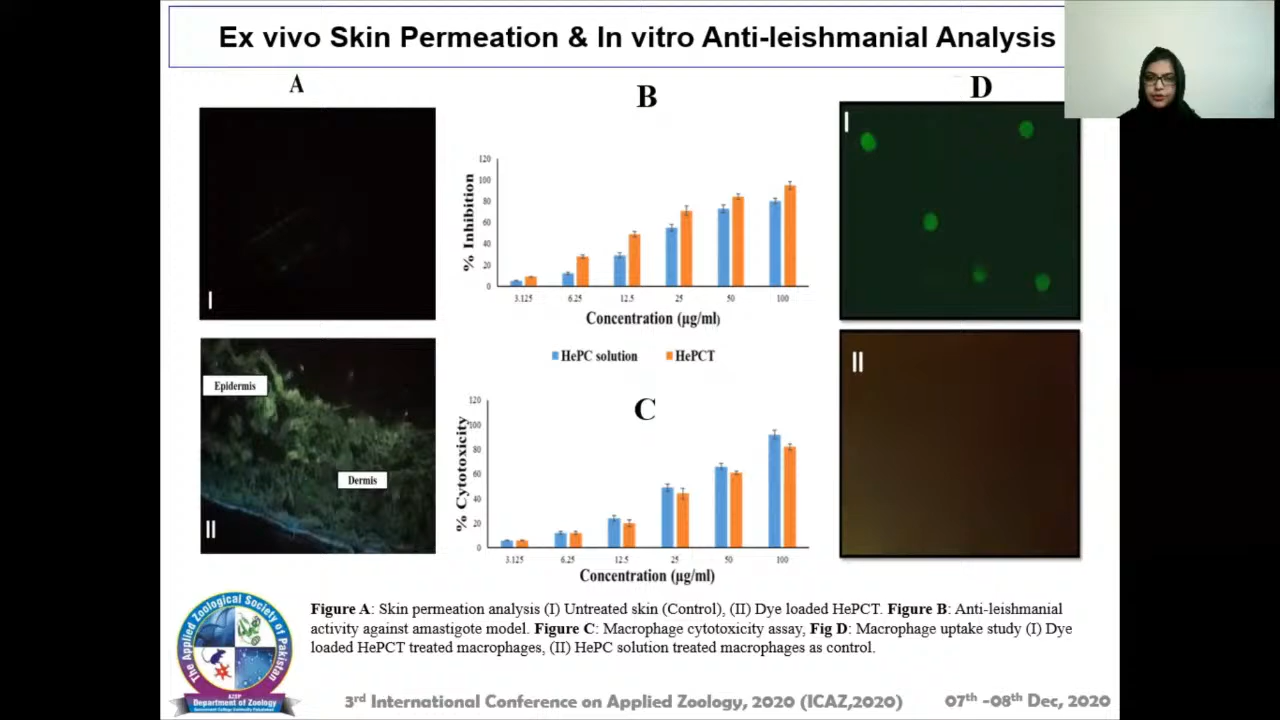 Ex vivo Skin Permeation & In vitro Anti-leishmanial Analysis
A
I
Epidermis
Dermis
II
B
% Inhibition
120
100
80
60
40
20
0
3.125 6.25 12.5 25 50 100
Concentration (µg/ml)
HePC solution HePCT
C
% Cytotoxicity
120
100
80
60
40
20
0
3.125 6.25 12.5 25 50 100
Concentration (µg/ml)
D
I
II
Figure A: Skin permeation analysis (I) Untreated skin (Control), (II) Dye loaded HePCT. Figure B: Anti-leishmanial
activity against amastigote model. Figure C: Macrophage cytotoxicity assay, Fig D: Macrophage uptake study (I) Dye
loaded HePCT treated macrophages, (II) HePC solution treated macrophages as control.
The Applied Zoological Society of Pakistan
AZSP
Department of Zoology
3rd International Conference on Applied Zoology, 2020 (ICAZ,2020) 07th -08th Dec, 2020